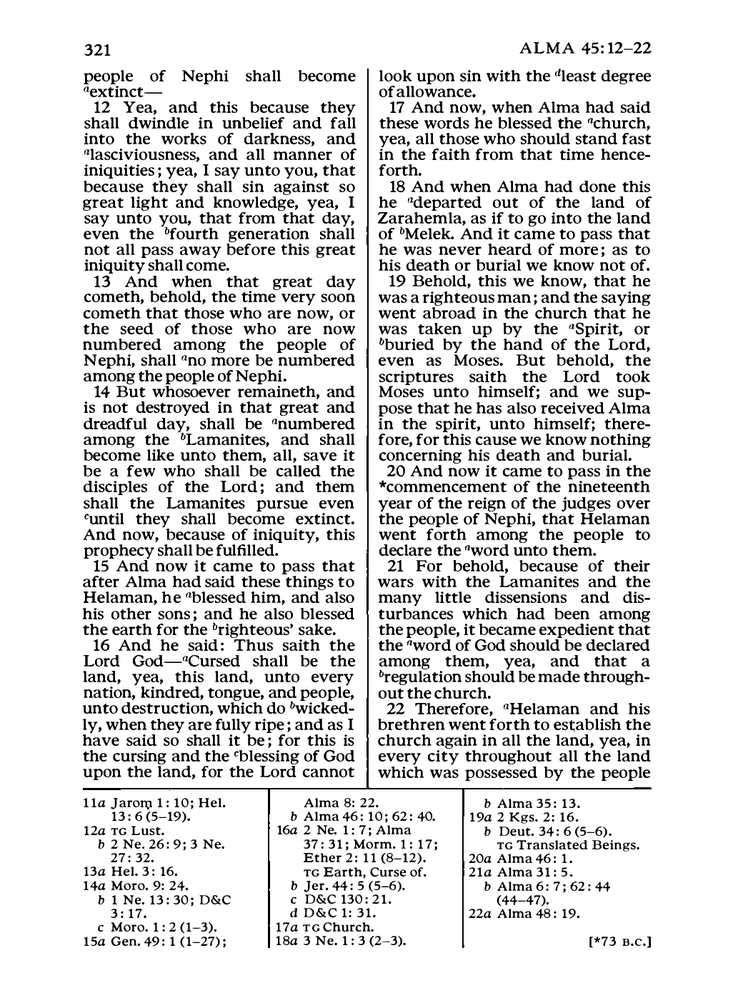 321
ALMA 45:12–22
people of Nephi shall become
aextinct—
12 Yea, and this because they
shall dwindle in unbelief and fall
into the works of darkness, and
alasciviousness, and all manner of
iniquities; yea, I say unto you, that
because they shall sin against so
great light and knowledge, yea, I
say unto you, that from that day,
even the bfourth generation shall
not all pass away before this great
iniquity shall come.
13 And when that great day
cometh, behold, the time very soon
cometh that those who are now, or
the seed of those who are now
numbered among the people of
Nephi, shall ano more be numbered
among the people of Nephi.
14 But whosoever remaineth, and
is not destroyed in that great and
dreadful day, shall be anumbered
among the bLamanites, and shall
become like unto them, all, save it
be a few who shall be called the
disciples of the Lord; and them
shall the Lamanites pursue even
cuntil they shall become extinct.
And now, because of iniquity, this
prophecy shall be fulfilled.
15 And now it came to pass that
after Alma had said these things to
Helaman, he ablessed him, and also
his other sons; and he also blessed
the earth for the brighteous’ sake.
16 And he said: Thus saith the
Lord God—aCursed shall be the
land, yea, this land, unto every
nation, kindred, tongue, and people,
unto destruction, which do bwicked-
ly, when they are fully ripe; and as I
have said so shall it be; for this is
the cursing and the cblessing of God
upon the land, for the Lord cannot
look upon sin with the dleast degree
of allowance.
17 And now, when Alma had said
these words he blessed the achurch,
yea, all those who should stand fast
in the faith from that time hence-
forth.
18 And when Alma had done this
he adeparted out of the land of
Zarahemla, as if to go into the land
of bMelek. And it came to pass that
he was never heard of more; as to
his death or burial we know not of.
19 Behold, this we know, that he
was a righteous man; and the saying
went abroad in the church that he
was taken up by the aSpirit, or
bburied by the hand of the Lord,
even as Moses. But behold, the
scriptures saith the Lord took
Moses unto himself; and we sup-
pose that he has also received Alma
in the spirit, unto himself; there-
fore, for this cause we know nothing
concerning his death and burial.
20 And now it came to pass in the
*commencement of the nineteenth
year of the reign of the judges over
the people of Nephi, that Helaman
went forth among the people to
declare the aword unto them.
21 For behold, because of their
wars with the Lamanites and the
many little dissensions and dis-
turbances which had been among
the people, it became expedient that
the aword of God should be declared
among them, yea, and that a
bregulation should be made through-
out the church.
22 Therefore, aHelaman and his
brethren went forth to establish the
church again in all the land, yea, in
every city throughout all the land
which was possessed by the people
11a Jarom 1:10; Hel.
13:6 (5–19).
12a TG Lust.
b 2 Ne. 26:9; 3 Ne.
27:32.
13a Hel. 3:16.
14a Moro. 9:24.
b 1 Ne. 13:30; D&C
3:17.
c Moro. 1:2 (1–3).
15a Gen. 49:1 (1–27);
Alma 8:22.
b Alma 46:10; 62:40.
16a 2 Ne. 1:7; Alma
37:31; Morm. 1:17;
Ether 2:11 (8–12).
TG Earth, Curse of.
b Jer. 44:5 (5–6).
c D&C 130:21.
d D&C 1:31.
17a TG Church.
18a 3 Ne. 1:3 (2–3).
b Alma 35:13.
19a 2 Kgs. 2:16.
b Deut. 34:6 (5–6).
TG Translated Beings.
20a Alma 46:1.
21a Alma 31:5.
b Alma 6:7; 62:44
(44–47).
22a Alma 48:19.
[*73 B.C.]